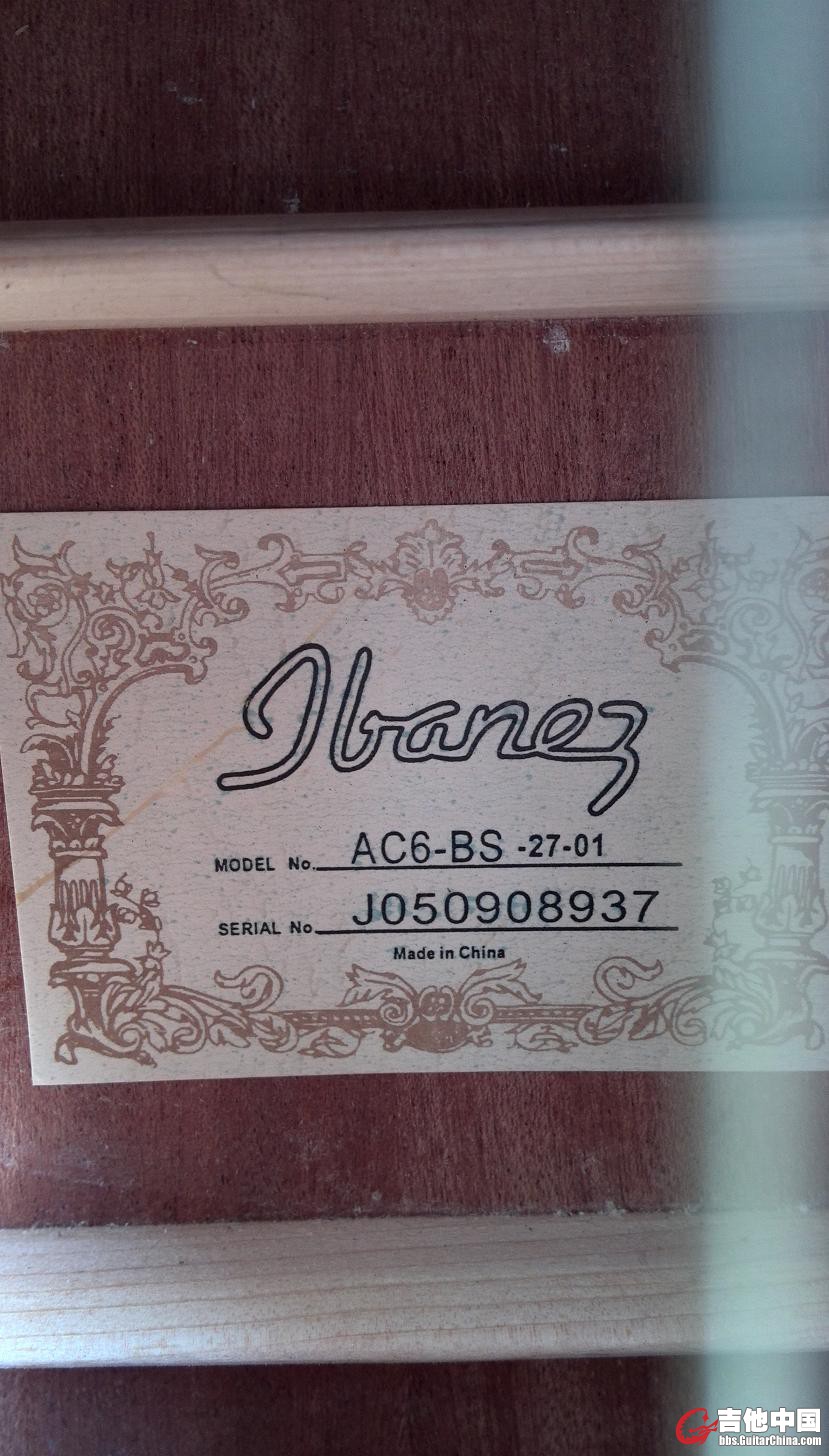 Ibanez
MODEL No. AC6-BS -27-01
SERIAL No. J050908937
Made in China
吉他中国
bbs.GuitarChina.com